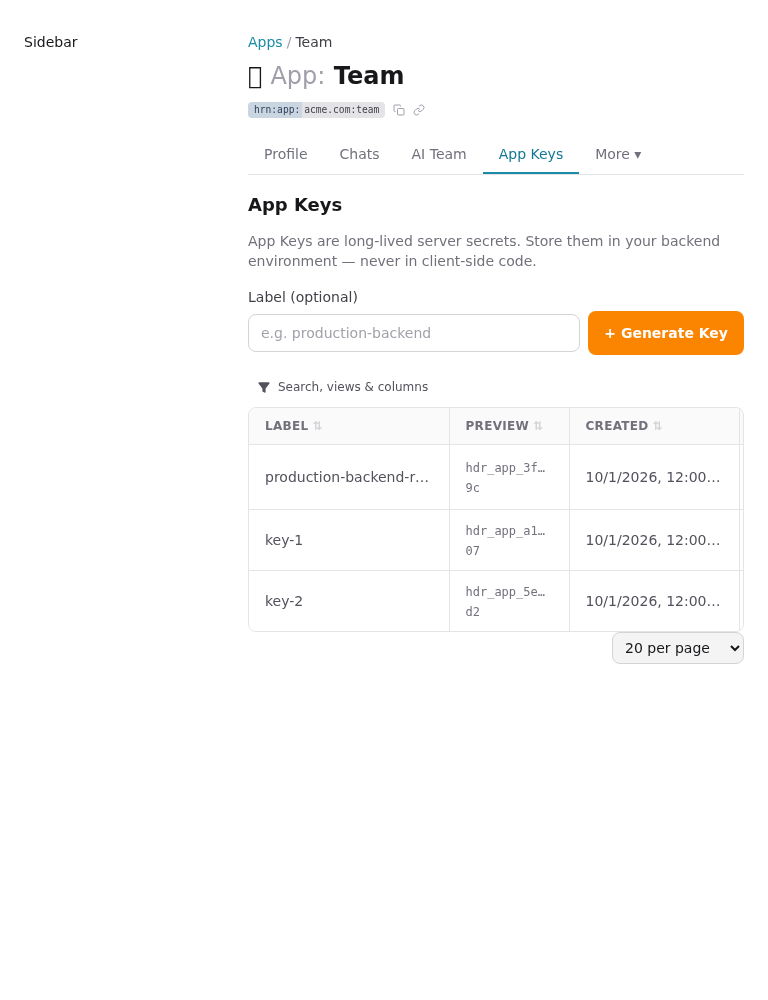 Sidebar
Apps / Team
App: Team
hrn:app: acme.com:team
Profile
Chats
AI Team
App Keys
More ▾
App Keys
App Keys are long-lived server secrets. Store them in your backend
environment — never in client-side code.
Label (optional)
e.g. production-backend
+ Generate Key
Search, views & columns
LABEL ⇅
PREVIEW ⇅
CREATED ⇅
production-backend-r…
hdr_app_3f…
9c
10/1/2026, 12:00…
key-1
hdr_app_a1…
07
10/1/2026, 12:00…
key-2
hdr_app_5e…
d2
10/1/2026, 12:00…
20 per page